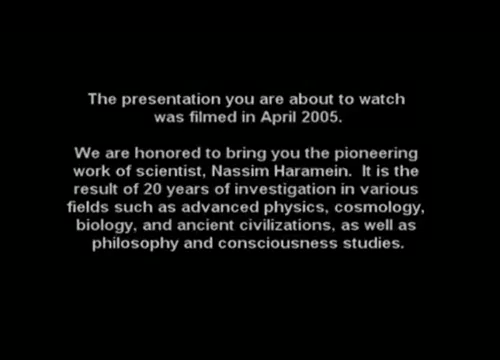 The presentation you are about to watch
was filmed in April 2005.
We are honored to bring you the pioneering
work of scientist, Nassim Haramein.  It is the
result of 20 years of investigation in various
fields such as advanced physics, cosmology,
biology, and ancient civilizations, as well as
philosophy and consciousness studies.